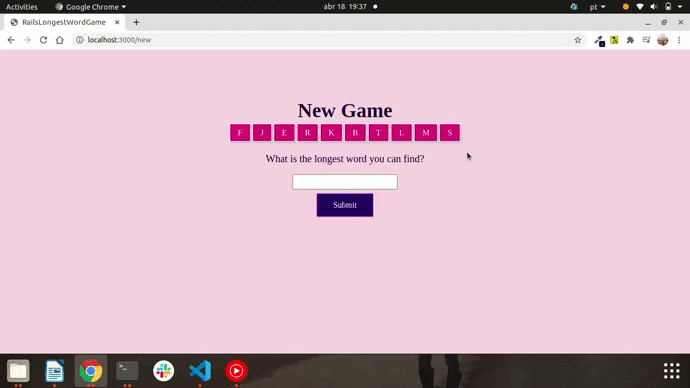 Activities
Google Chrome
abr 18 19:37
pt
RailsLongestWordGame
localhost:3000/new
New Game
F J E R K B T L M S
What is the longest word you can find?
Submit